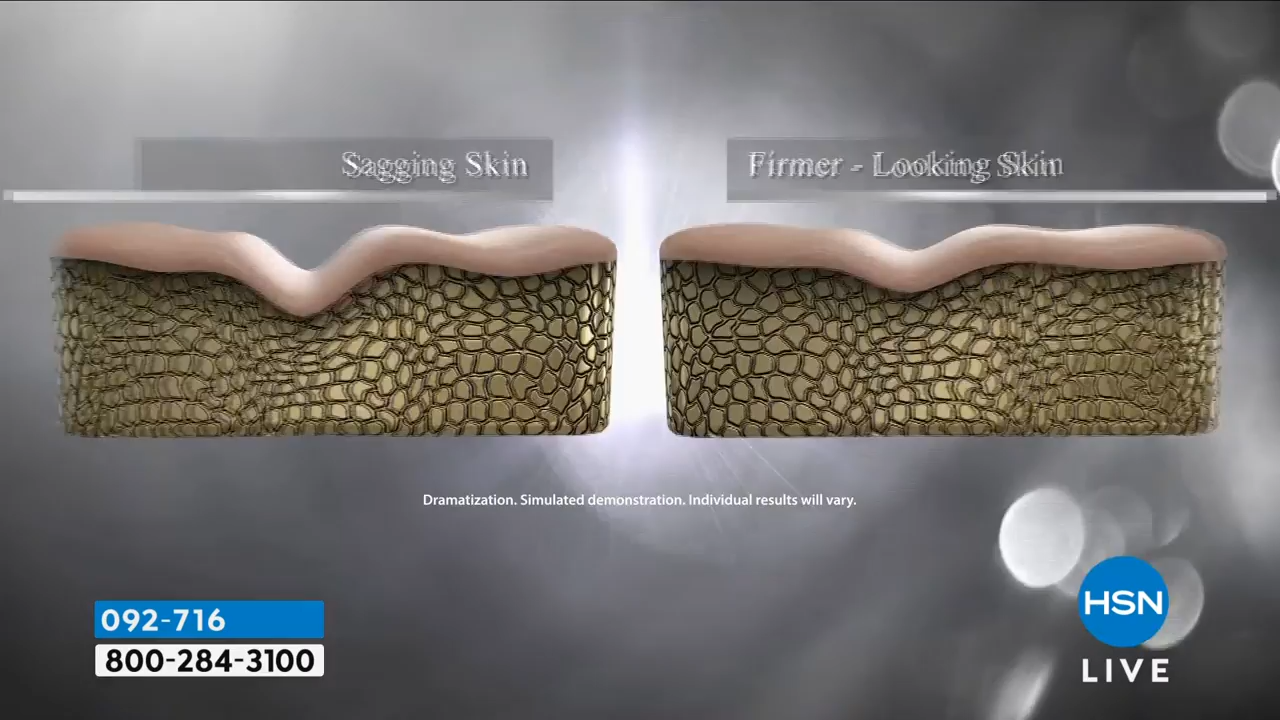 Sagging Skin
Firmer - Looking Skin
Dramatization. Simulated demonstration. Individual results will vary.
092-716
800-284-3100
HSN
LIVE